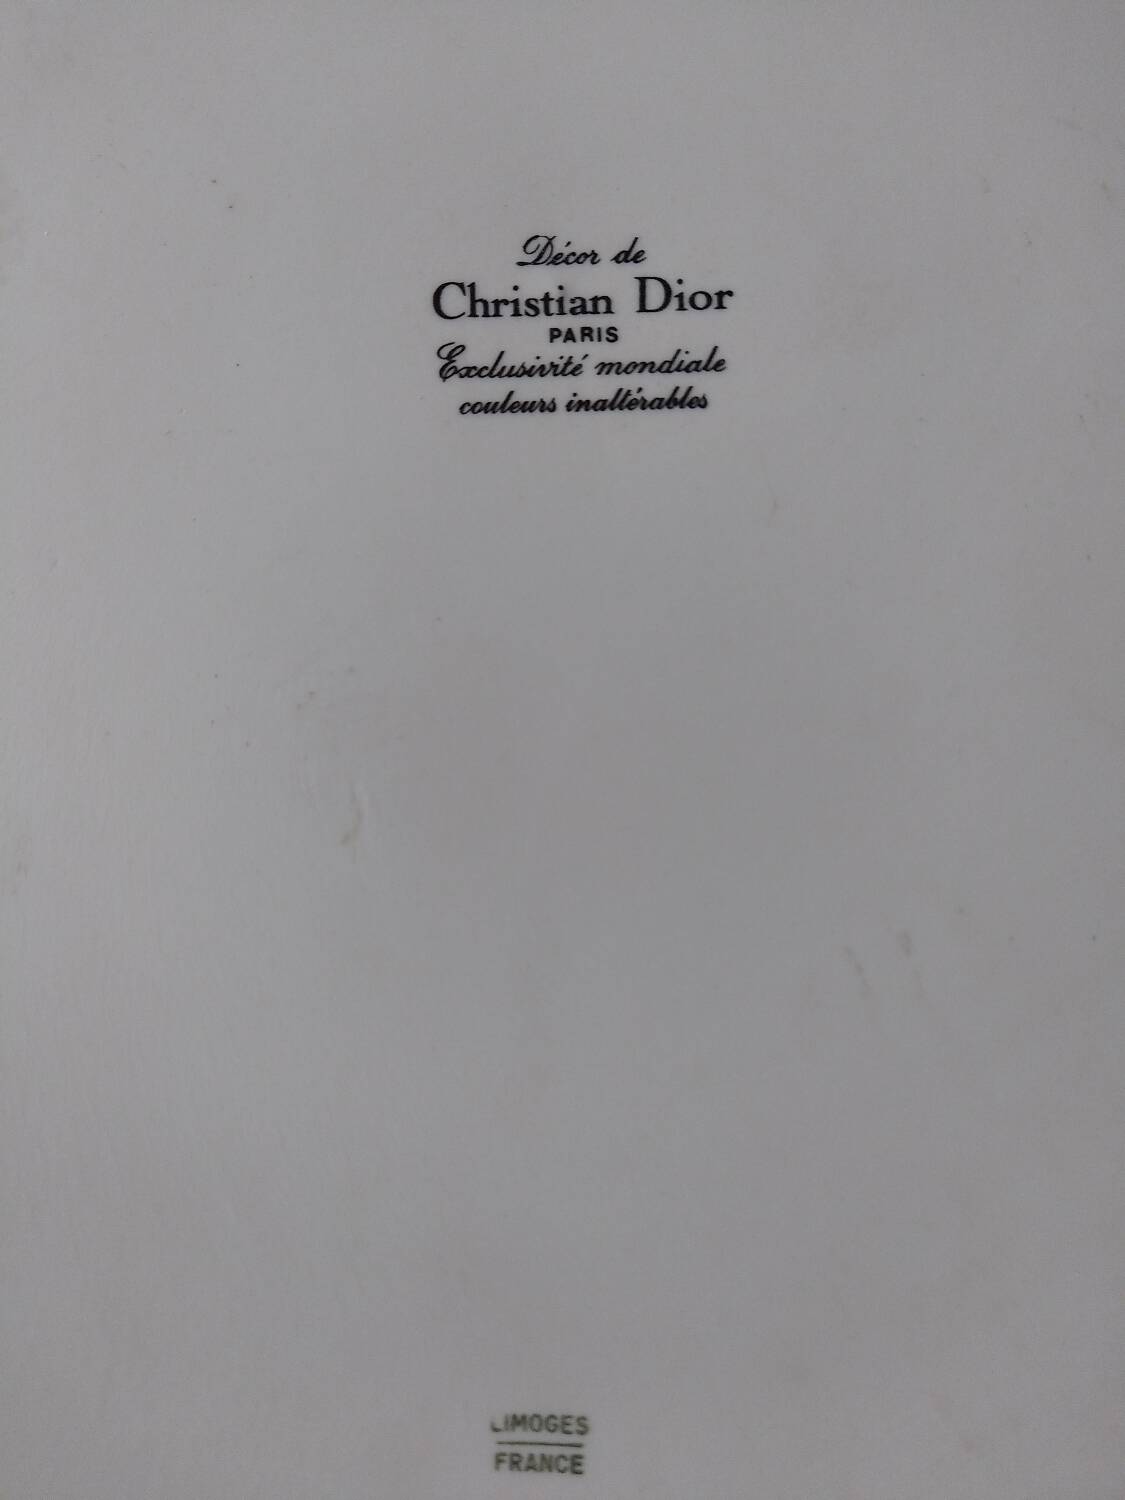 Décor de
Christian Dior
PARIS
Exclusivité mondiale
couleurs inaltérables
LIMOGES
FRANCE